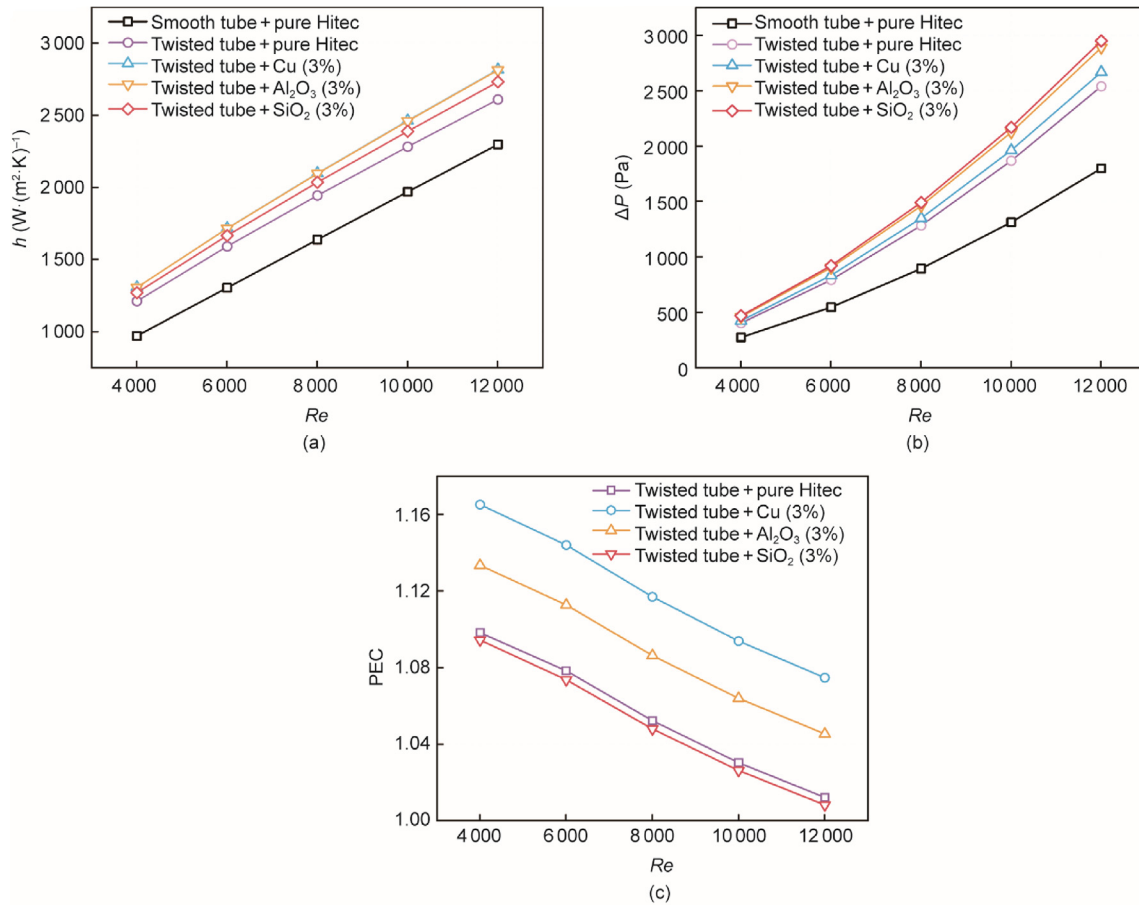 Smooth tube + pure Hitec
Twisted tube + pure Hitec
Twisted tube + Cu (3%)
Twisted tube + Al₂O₃ (3%)
Twisted tube + SiO₂ (3%)
3 000
2 500
2 000
1 500
1 000
h (W·(m²·K)⁻¹)
4 000 6 000 8 000 10 000 12 000
Re
(a)
Smooth tube + pure Hitec
Twisted tube + pure Hitec
Twisted tube + Cu (3%)
Twisted tube + Al₂O₃ (3%)
Twisted tube + SiO₂ (3%)
3 000
2 500
2 000
1 500
1 000
500
0
ΔP (Pa)
4 000 6 000 8 000 10 000 12 000
Re
(b)
Twisted tube + pure Hitec
Twisted tube + Cu (3%)
Twisted tube + Al₂O₃ (3%)
Twisted tube + SiO₂ (3%)
1.16
1.12
1.08
1.04
1.00
PEC
4 000 6 000 8 000 10 000 12 000
Re
(c)